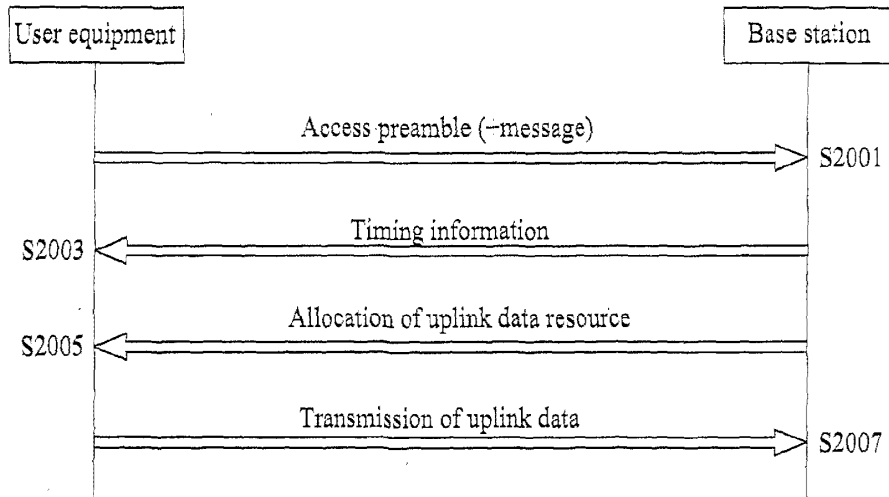 User equipment
Base station
Access preamble (−message)
S2001
Timing information
S2003
Allocation of uplink data resource
S2005
Transmission of uplink data
S2007